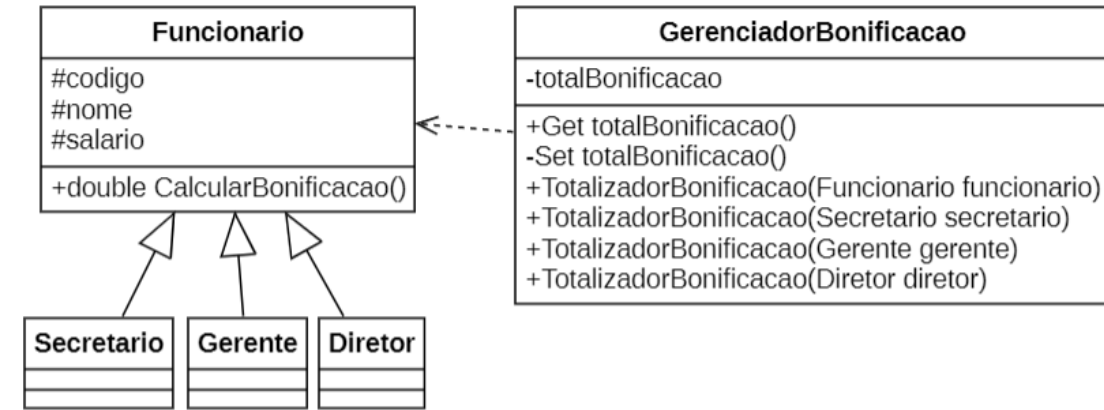 Funcionario
#codigo
#nome
#salario
+double CalcularBonificacao()
GerenciadorBonificacao
-totalBonificacao
+Get totalBonificacao()
-Set totalBonificacao()
+TotalizadorBonificacao(Funcionario funcionario)
+TotalizadorBonificacao(Secretario secretario)
+TotalizadorBonificacao(Gerente gerente)
+TotalizadorBonificacao(Diretor diretor)
Secretario
Gerente
Diretor